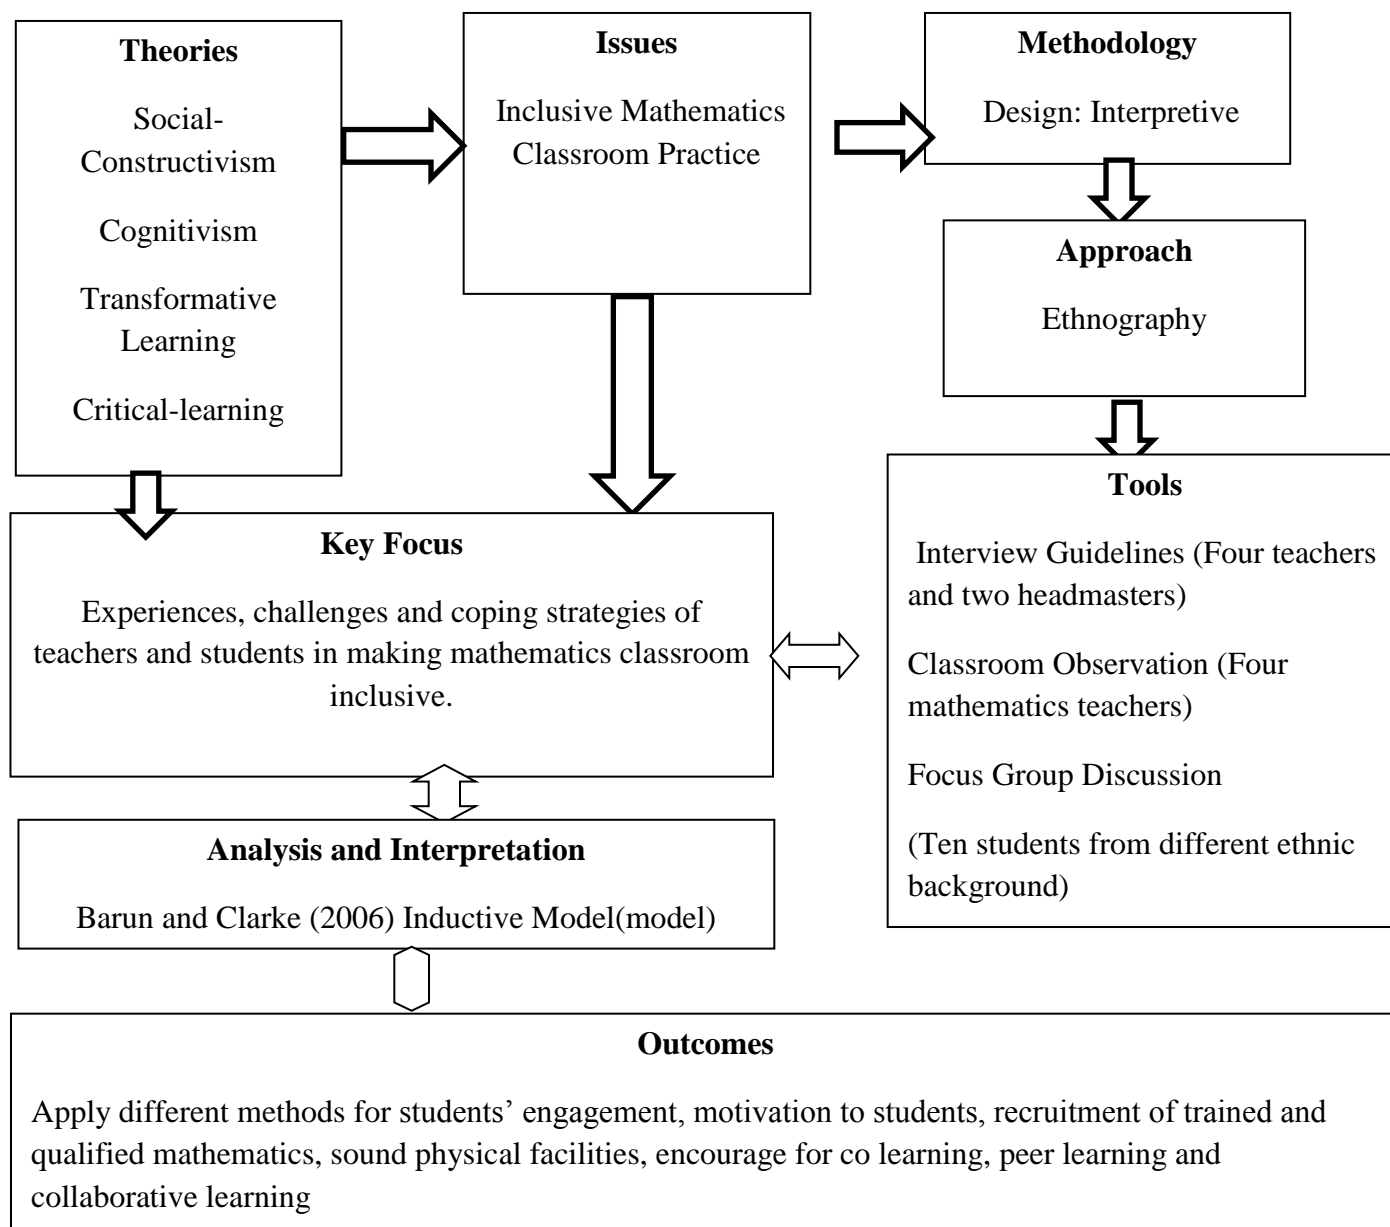 Theories
Social-
Constructivism
Cognitivism
Transformative
Learning
Critical-learning
Issues
Inclusive Mathematics
Classroom Practice
Methodology
Design: Interpretive
Approach
Ethnography
Tools
Interview Guidelines (Four teachers
and two headmasters)
Classroom Observation (Four
mathematics teachers)
Focus Group Discussion
(Ten students from different ethnic
background)
Key Focus
Experiences, challenges and coping strategies of
teachers and students in making mathematics classroom
inclusive.
Analysis and Interpretation
Barun and Clarke (2006) Inductive Model(model)
Outcomes
Apply different methods for students’ engagement, motivation to students, recruitment of trained and
qualified mathematics, sound physical facilities, encourage for co learning, peer learning and
collaborative learning